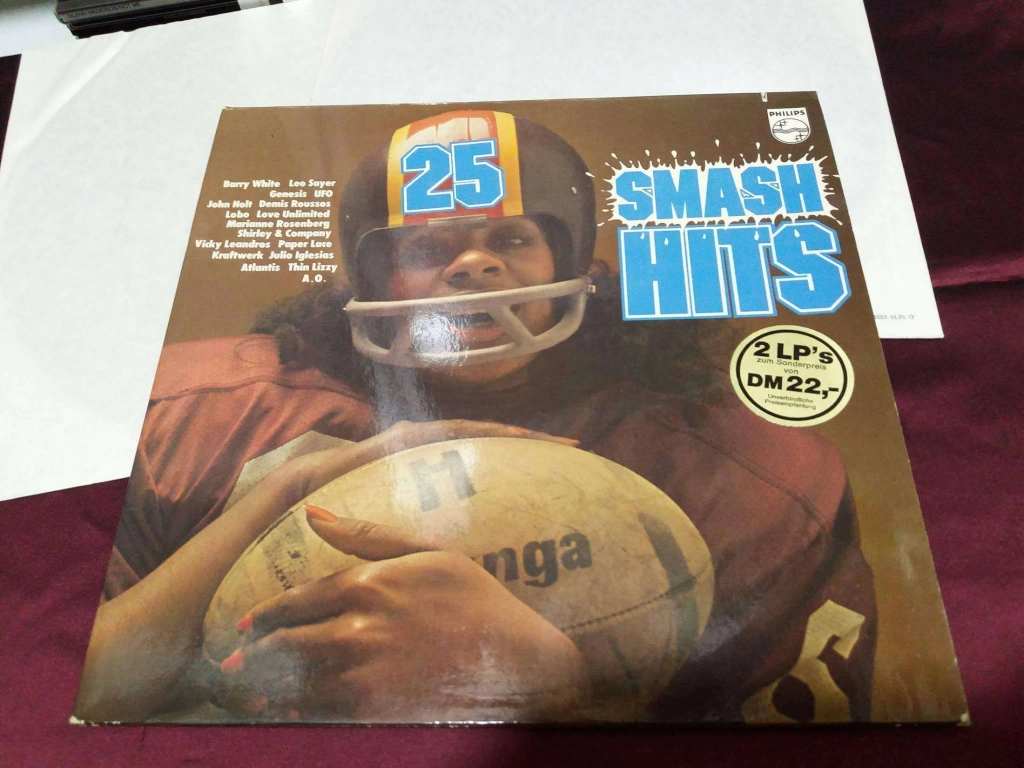 PHILIPS
25
SMASH
HITS
Barry White Leo Sayer
Genesis UFO
John Holt Demis Roussos
Lobo Love Unlimited
Marianne Rosenberg
Shirley & Company
Vicky Leandros Paper Lace
Kraftwerk Julio Iglesias
Atlantis Thin Lizzy
A.O.
2 LP's
zum Sonderpreis
von
DM 22,-
Unverbindliche
Preisempfehlung
M
nga